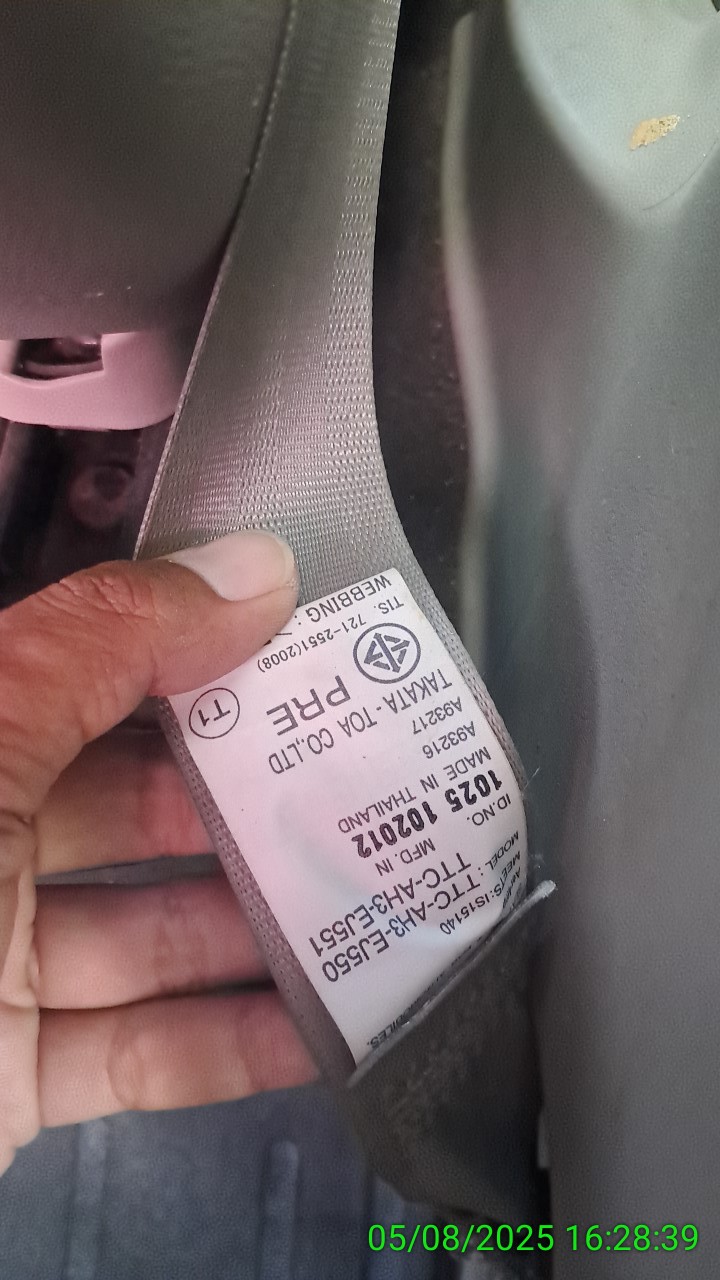 MEETS:IS15140
MODEL: TTC-AH3-EJ550
TTC-AH3-EJ551
ID.NO. MFD. IN
1025 102012
MADE IN THAILAND
A93216
A93217
TAKATA-TOA CO.,LTD
PRE
T1
TIS. 721-2551(2008)
WEBBING :
05/08/2025 16:28:39